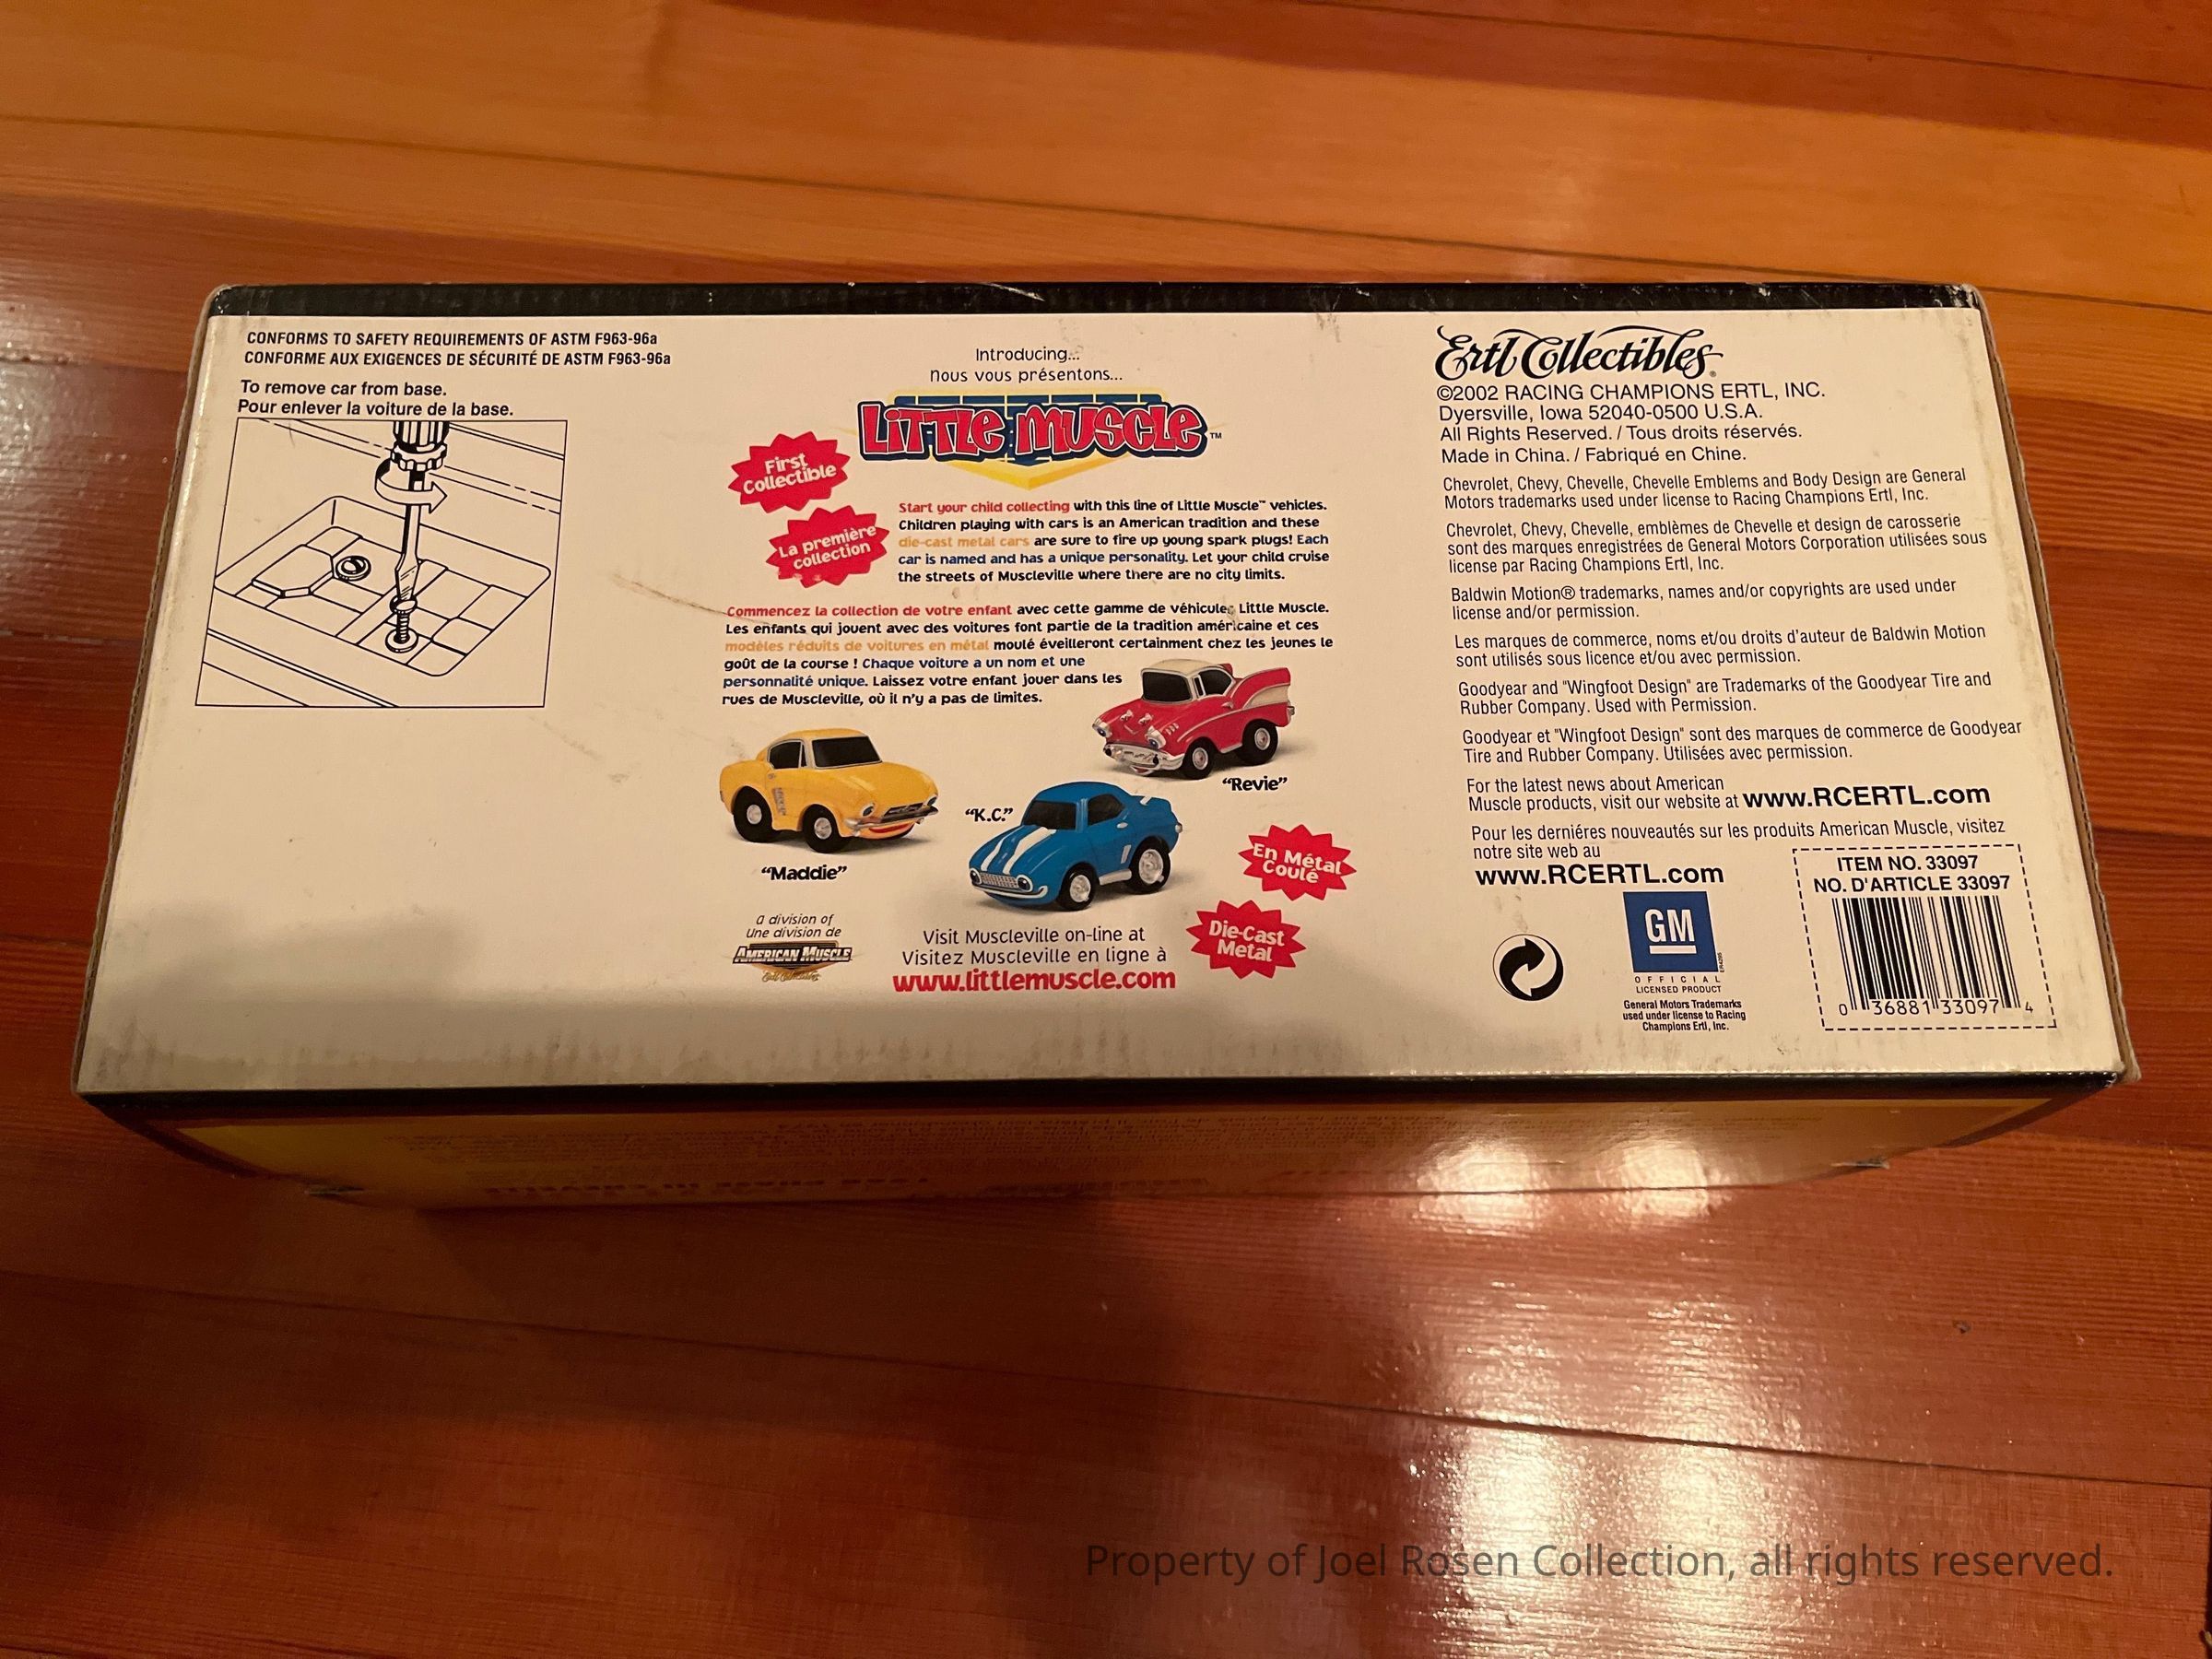 CONFORMS TO SAFETY REQUIREMENTS OF ASTM F963-96a
CONFORME AUX EXIGENCES DE SÉCURITÉ DE ASTM F963-96a
To remove car from base.
Pour enlever la voiture de la base.
Introducing...
nous vous présentons...
LITTLE MUSCLE™
First
Collectible
La première
collection
Start your child collecting with this line of Little Muscle™ vehicles.
Children playing with cars is an American tradition and these
die-cast metal cars are sure to fire up young spark plugs! Each
car is named and has a unique personality. Let your child cruise
the streets of Muscleville where there are no city limits.
Commencez la collection de votre enfant avec cette gamme de véhicules Little Muscle.
Les enfants qui jouent avec des voitures font partie de la tradition américaine et ces
modèles réduits de voitures en métal moulé éveilleront certainement chez les jeunes le
goût de la course ! Chaque voiture a un nom et une
personnalité unique. Laissez votre enfant jouer dans les
rues de Muscleville, où il n'y a pas de limites.
"Revie"
"K.C."
"Maddie"
En Métal
Coulé
Die-Cast
Metal
a division of
une division de
AMERICAN MUSCLE
Visit Muscleville on-line at
Visitez Muscleville en ligne à
www.littlemuscle.com
Ertl Collectibles®
©2002 RACING CHAMPIONS ERTL, INC.
Dyersville, Iowa 52040-0500 U.S.A.
All Rights Reserved. / Tous droits réservés.
Made in China. / Fabriqué en Chine.
Chevrolet, Chevy, Chevelle, Chevelle Emblems and Body Design are General
Motors trademarks used under license to Racing Champions Ertl, Inc.
Chevrolet, Chevy, Chevelle, emblèmes de Chevelle et design de carosserie
sont des marques enregistrées de General Motors Corporation utilisées sous
license par Racing Champions Ertl, Inc.
Baldwin Motion® trademarks, names and/or copyrights are used under
license and/or permission.
Les marques de commerce, noms et/ou droits d'auteur de Baldwin Motion
sont utilisés sous licence et/ou avec permission.
Goodyear and "Wingfoot Design" are Trademarks of the Goodyear Tire and
Rubber Company. Used with Permission.
Goodyear et "Wingfoot Design" sont des marques de commerce de Goodyear
Tire and Rubber Company. Utilisées avec permission.
For the latest news about American
Muscle products, visit our website at www.RCERTL.com
Pour les derniéres nouveautés sur les produits American Muscle, visitez
notre site web au
www.RCERTL.com
GM
OFFICIAL
LICENSED PRODUCT
General Motors Trademarks
used under license to Racing
Champions Ertl, Inc.
ITEM NO. 33097
NO. D'ARTICLE 33097
0 36881 33097 4
Property of Joel Rosen Collection, all rights reserved.